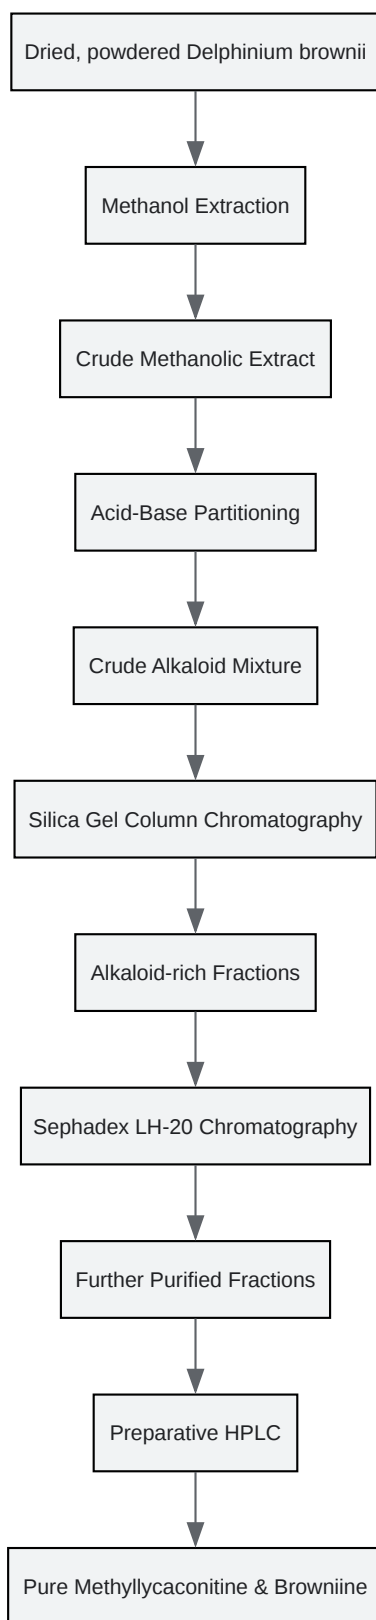 Dried, powdered Delphinium brownii
Methanol Extraction
Crude Methanolic Extract
Acid-Base Partitioning
Crude Alkaloid Mixture
Silica Gel Column Chromatography
Alkaloid-rich Fractions
Sephadex LH-20 Chromatography
Further Purified Fractions
Preparative HPLC
Pure Methyllycaconitine & Browniine